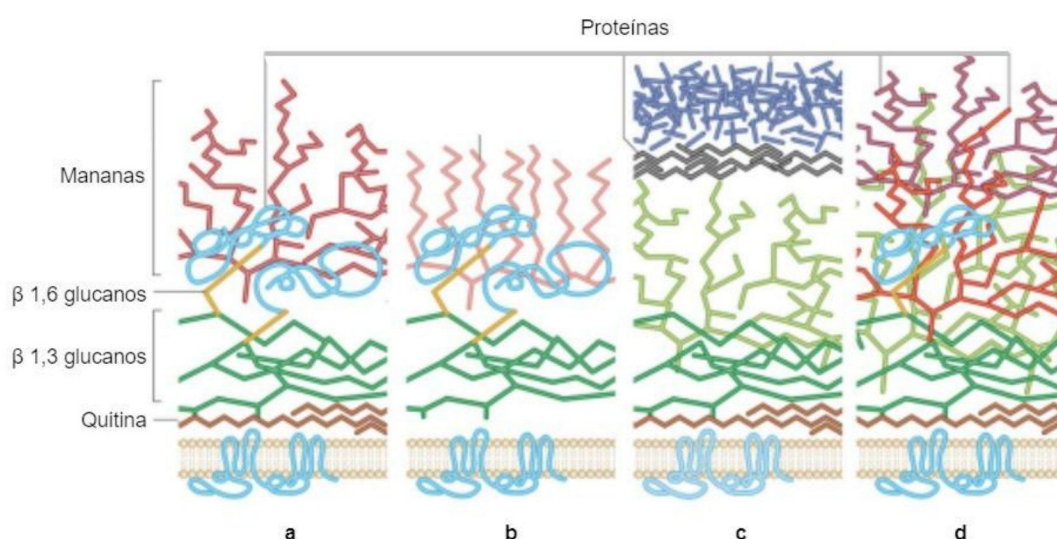 Proteínas
Mananas
β 1,6 glucanos
β 1,3 glucanos
Quitina
a b c d